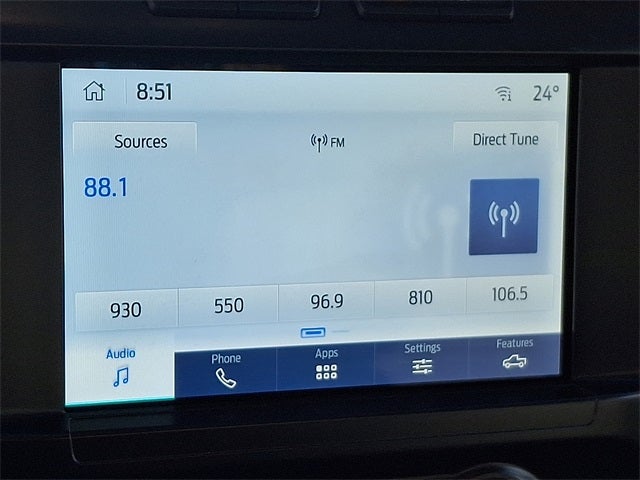 8:51 24°
Sources FM Direct Tune
88.1
930 550 96.9 810 106.5
Audio Phone Apps Settings Features